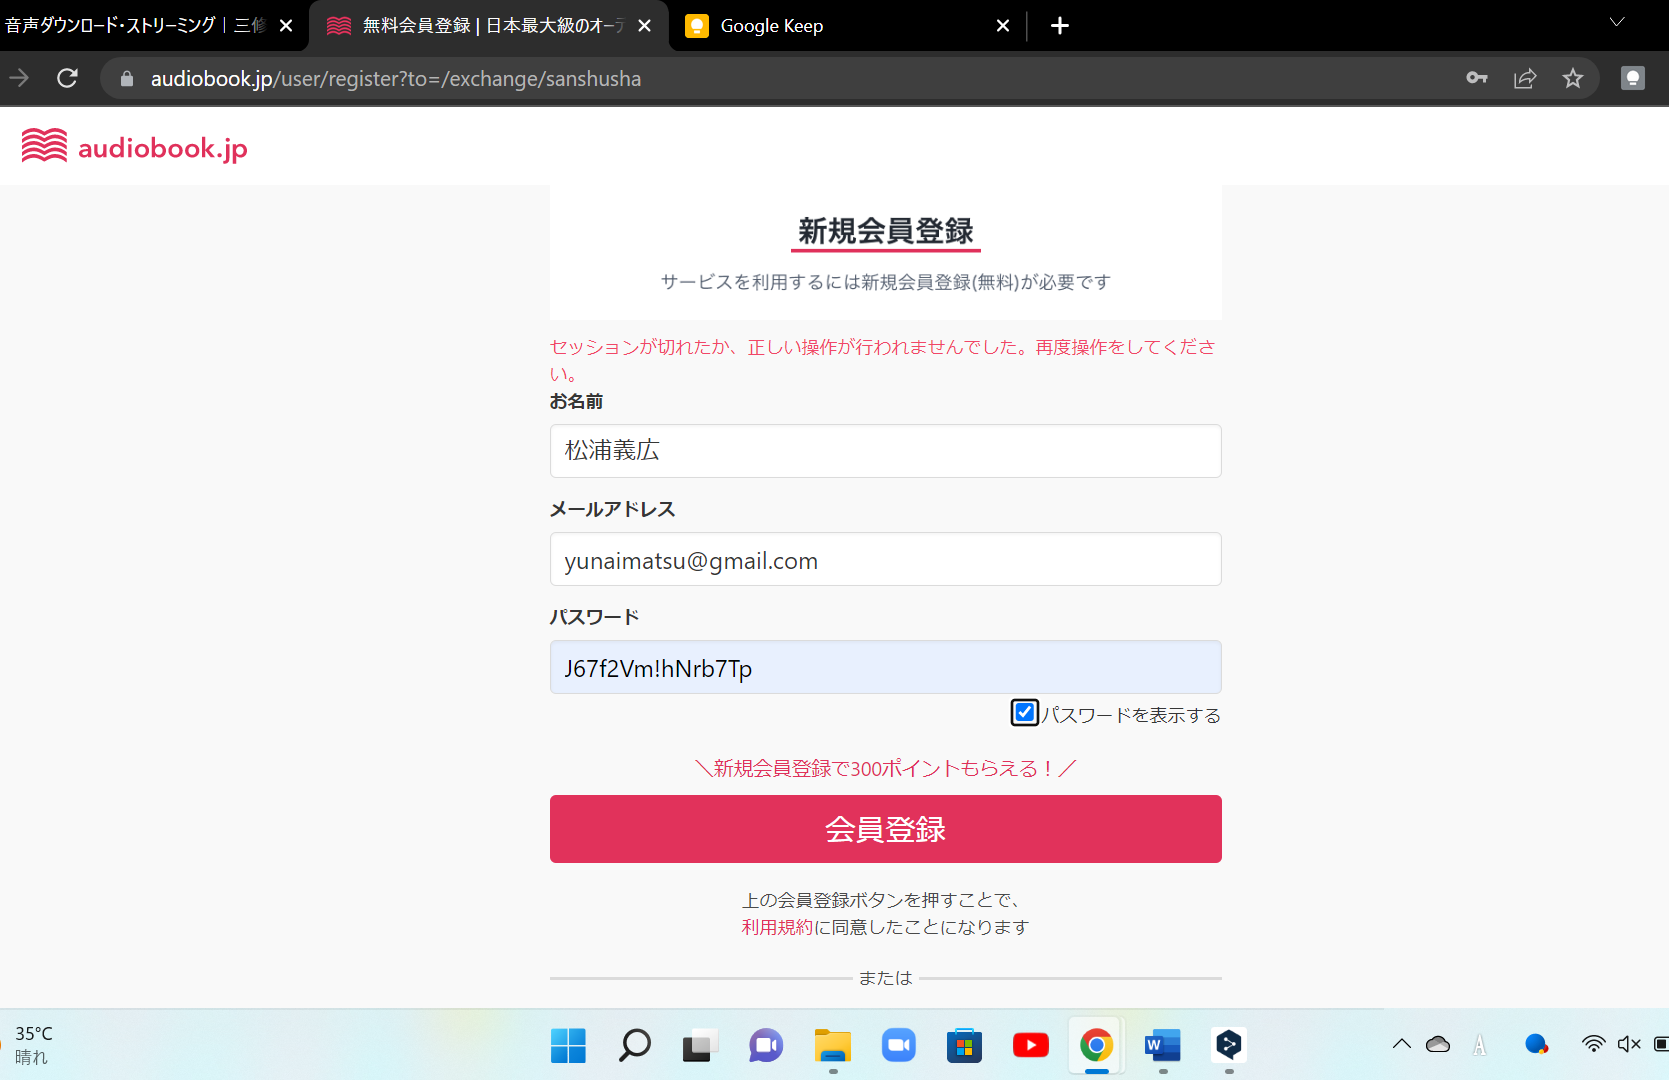 音声ダウンロード・ストリーミング | 三修
無料会員登録 | 日本最大級のオーデ
Google Keep
audiobook.jp/user/register?to=/exchange/sanshusha
audiobook.jp
新規会員登録
サービスを利用するには新規会員登録(無料)が必要です
セッションが切れたか、正しい操作が行われませんでした。再度操作をしてくださ
い。
お名前
松浦義広
メールアドレス
yunaimatsu@gmail.com
パスワード
J67f2Vm!hNrb7Tp
パスワードを表示する
＼新規会員登録で300ポイントもらえる！／
会員登録
上の会員登録ボタンを押すことで、
利用規約に同意したことになります
または
35°C
晴れ
W
A